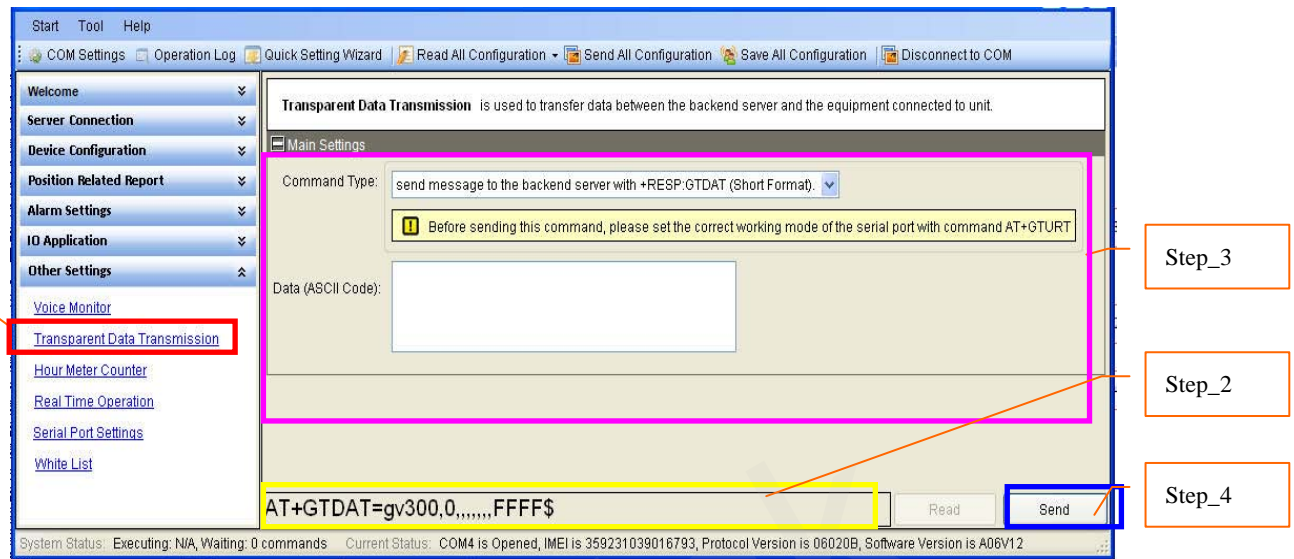 Start Tool Help
COM Settings Operation Log Quick Setting Wizard Read All Configuration Send All Configuration Save All Configuration Disconnect to COM
Welcome
Server Connection
Device Configuration
Position Related Report
Alarm Settings
IO Application
Other Settings
Voice Monitor
Transparent Data Transmission
Hour Meter Counter
Real Time Operation
Serial Port Settings
White List
Transparent Data Transmission is used to transfer data between the backend server and the equipment connected to unit.
Main Settings
Command Type: send message to the backend server with +RESP:GTDAT (Short Format).
Before sending this command, please set the correct working mode of the serial port with command AT+GTURT
Data (ASCII Code):
Step_3
Step_2
Step_4
AT+GTDAT=gv300,0,,,,,,,FFFF$
Read Send
System Status: Executing: N/A, Waiting: 0 commands Current Status: COM4 is Opened, IMEI is 359231039016793, Protocol Version is 06020B, Software Version is A06V12